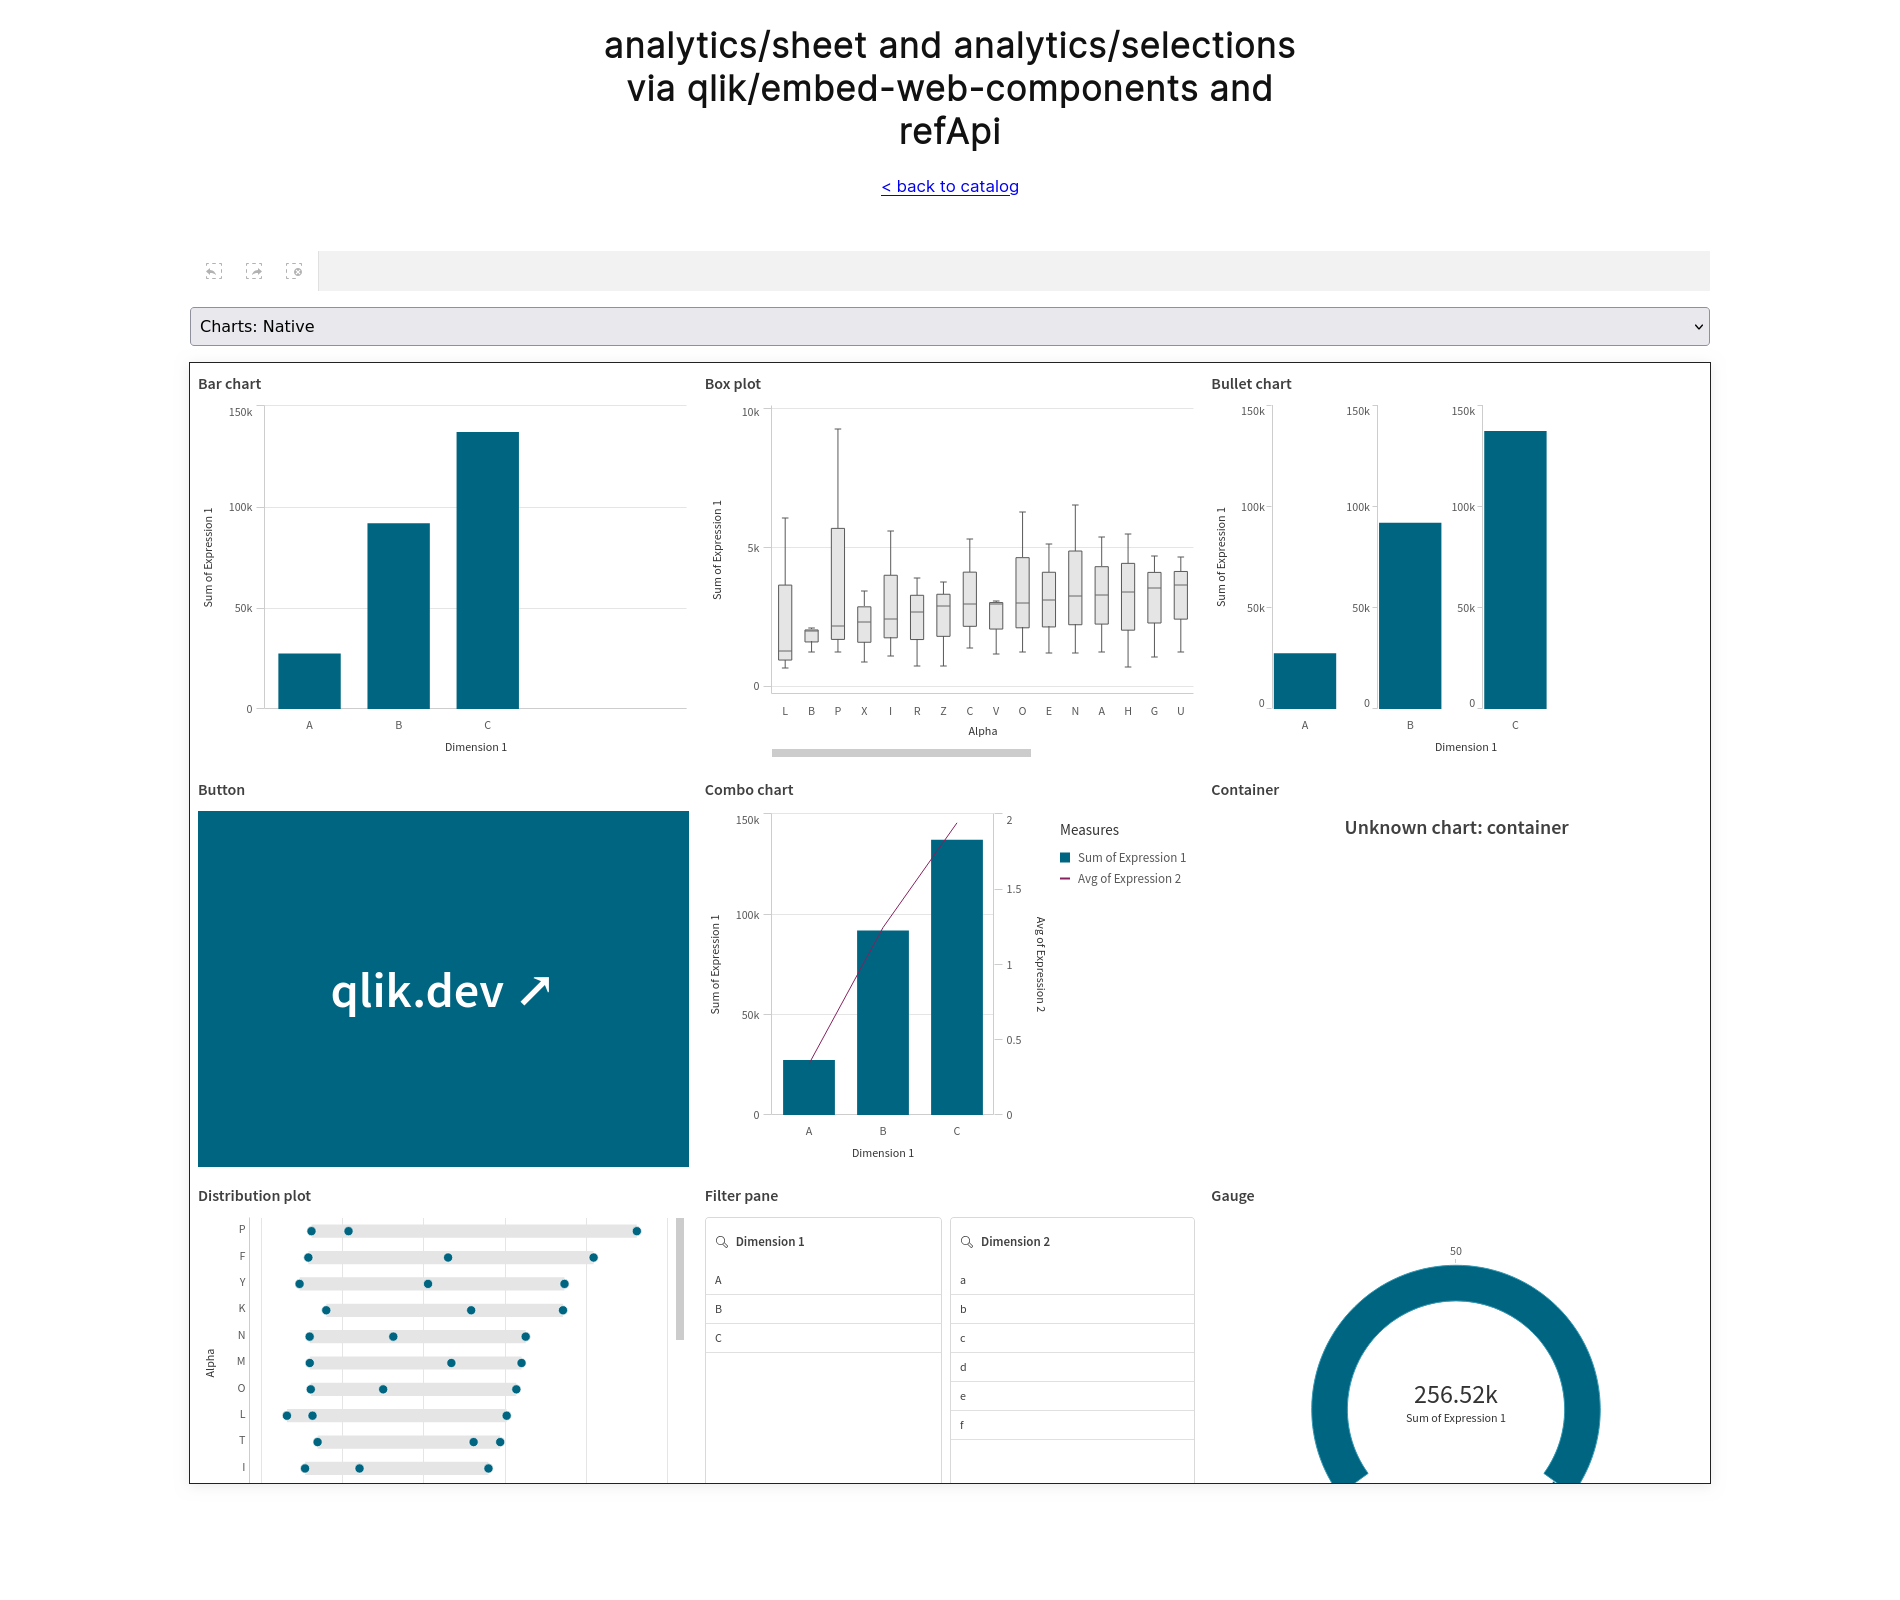 analytics/sheet and analytics/selections
via qlik/embed-web-components and
refApi
< back to catalog
Charts: Native
Bar chart
150k
100k
50k
0
Sum of Expression 1
A
B
C
Dimension 1
Box plot
10k
5k
0
Sum of Expression 1
L B P X I R Z C V O E N A H G U
Alpha
Bullet chart
Sum of Expression 1
150k
100k
50k
0
150k
100k
50k
0
150k
100k
50k
0
A
B
C
Dimension 1
Button
qlik.dev ↗
Combo chart
150k
100k
50k
0
Sum of Expression 1
A
B
C
Dimension 1
2
1.5
1
0.5
0
Avg of Expression 2
Measures
Sum of Expression 1
Avg of Expression 2
Container
Unknown chart: container
Distribution plot
Alpha
P
F
Y
K
N
M
O
L
T
I
Filter pane
Dimension 1
A
B
C
Dimension 2
a
b
c
d
e
f
Gauge
50
256.52k
Sum of Expression 1